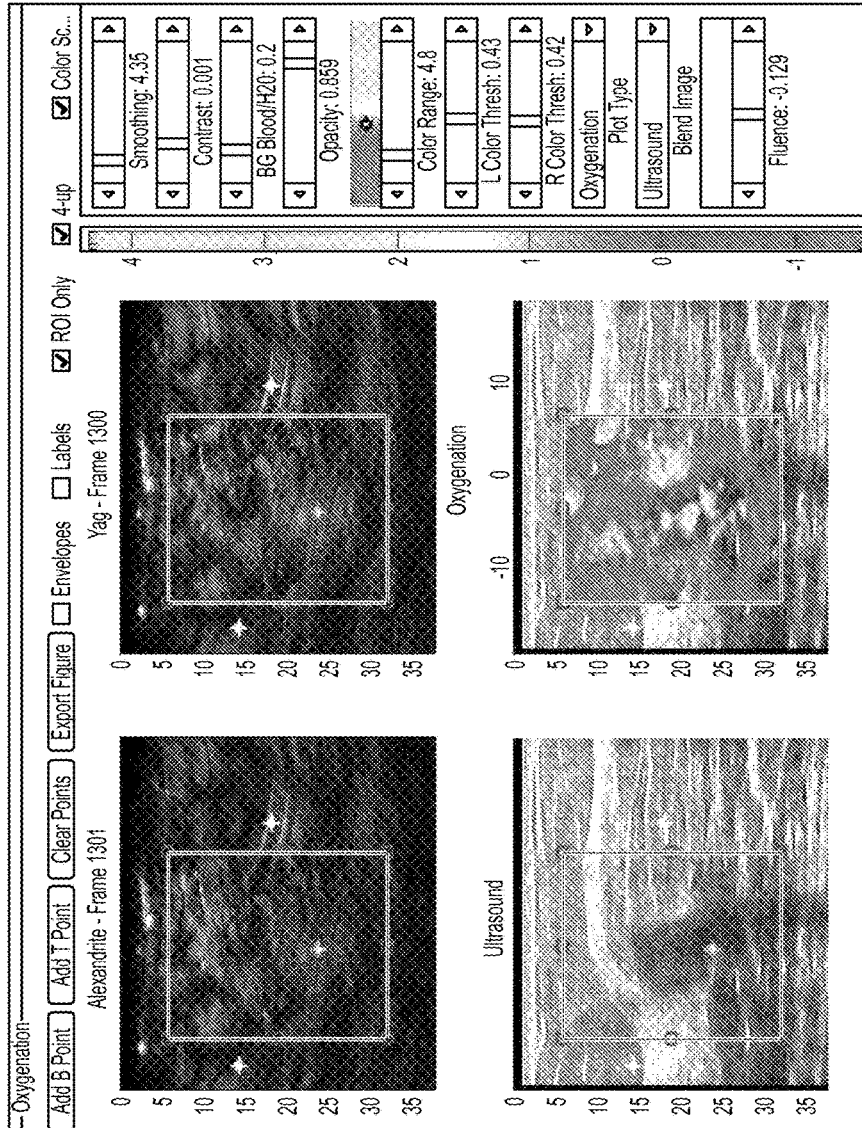 Oxygenation
Add B Point
Add T Point
Clear Points
Export Figure
Envelopes
Labels
ROI Only
4-up
Color Sc...
Alexandrite - Frame 1301
0
5
10
15
20
25
30
35
Yag - Frame 1300
0
5
10
15
20
25
30
35
Ultrasound
0
5
10
15
20
25
30
35
Oxygenation
-10
0
10
0
5
10
15
20
25
30
35
4
3
2
1
0
-1
Smoothing: 4.35
Contrast: 0.001
BG Blood/H20: 0.2
Opacity: 0.859
Color Range: 4.8
L Color Thresh: 0.43
R Color Thresh: 0.42
Oxygenation
Plot Type
Ultrasound
Blend Image
Fluence: -0.129